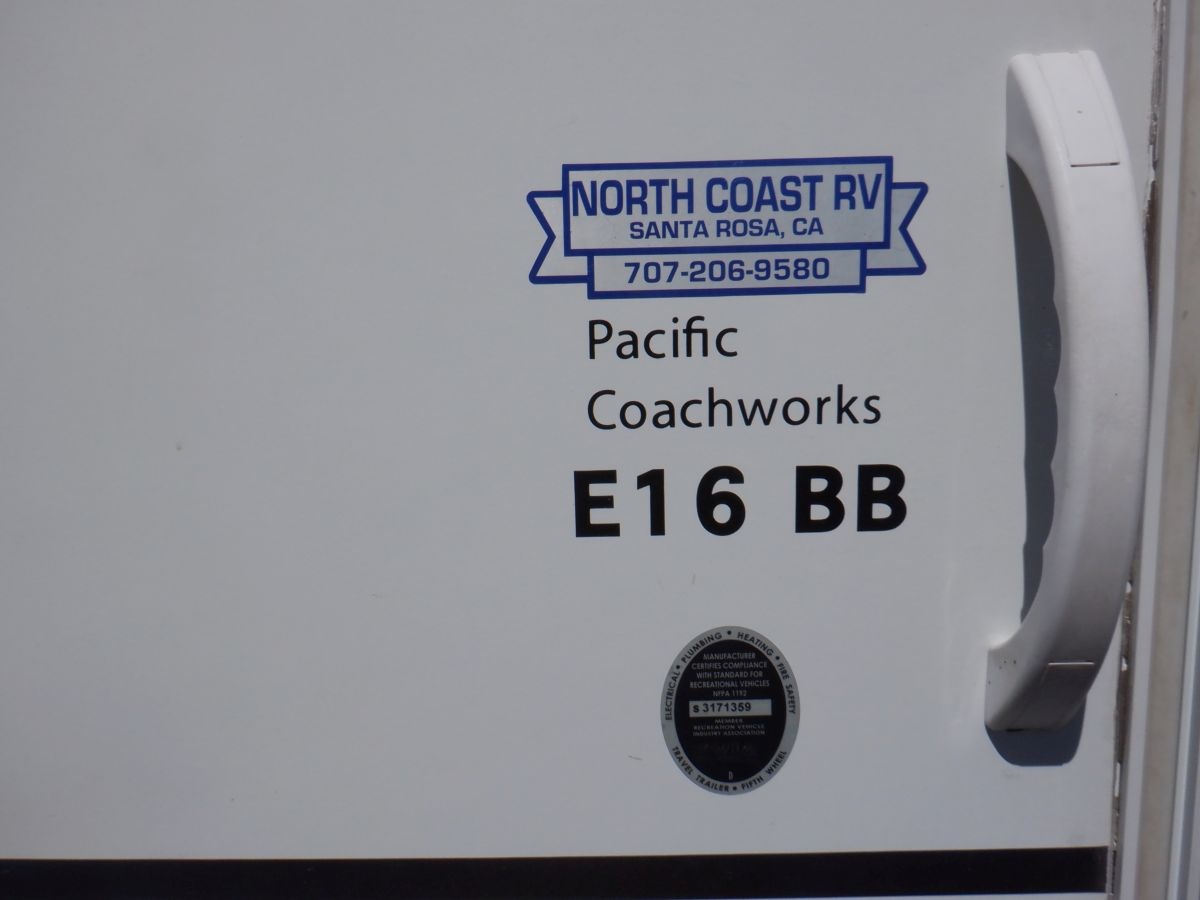 NORTH COAST RV
SANTA ROSA, CA
707-206-9580
Pacific
Coachworks
E16 BB
ELECTRICAL • PLUMBING • HEATING • FIRE SAFETY
MANUFACTURER
CERTIFIES COMPLIANCE
WITH STANDARD FOR
RECREATIONAL VEHICLES
NFPA 1192
S 3171359
MEMBER
RECREATION VEHICLE
INDUSTRY ASSOCIATION
D
TRAVEL TRAILER • FIFTH WHEEL